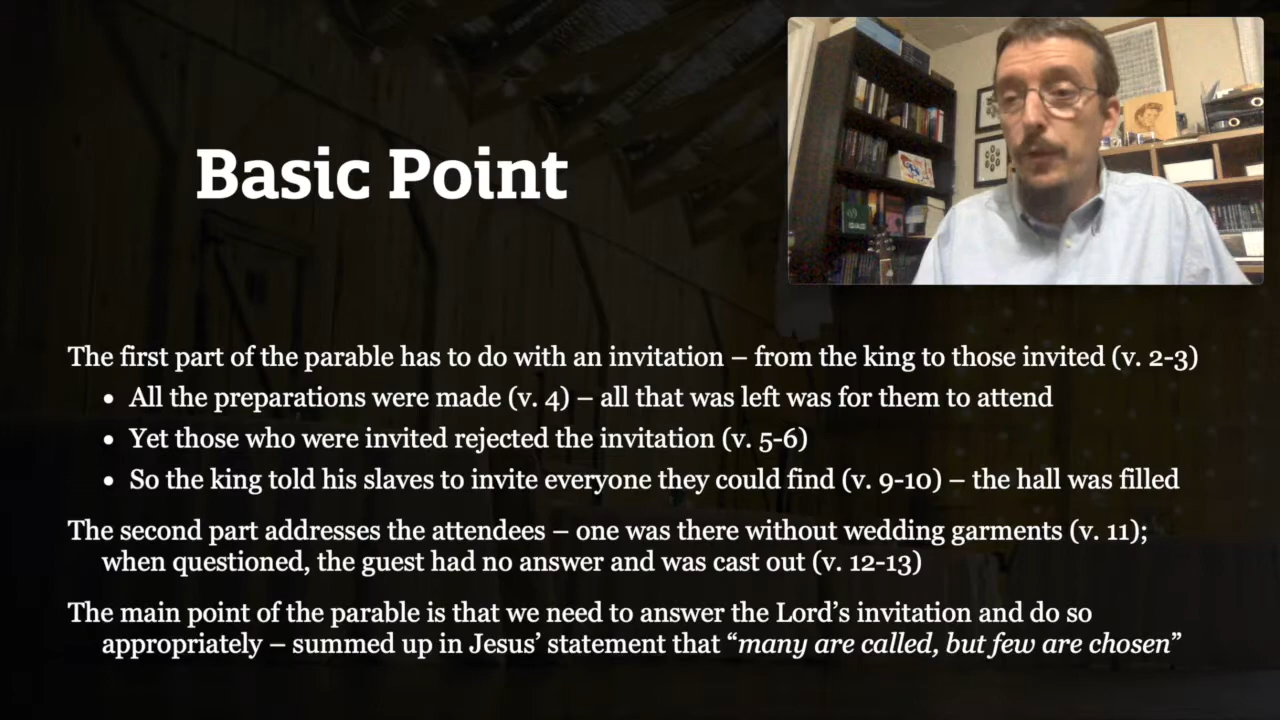 Basic Point
The first part of the parable has to do with an invitation – from the king to those invited (v. 2-3)
• All the preparations were made (v. 4) – all that was left was for them to attend
• Yet those who were invited rejected the invitation (v. 5-6)
• So the king told his slaves to invite everyone they could find (v. 9-10) – the hall was filled
The second part addresses the attendees – one was there without wedding garments (v. 11);
when questioned, the guest had no answer and was cast out (v. 12-13)
The main point of the parable is that we need to answer the Lord’s invitation and do so
appropriately – summed up in Jesus’ statement that “many are called, but few are chosen”